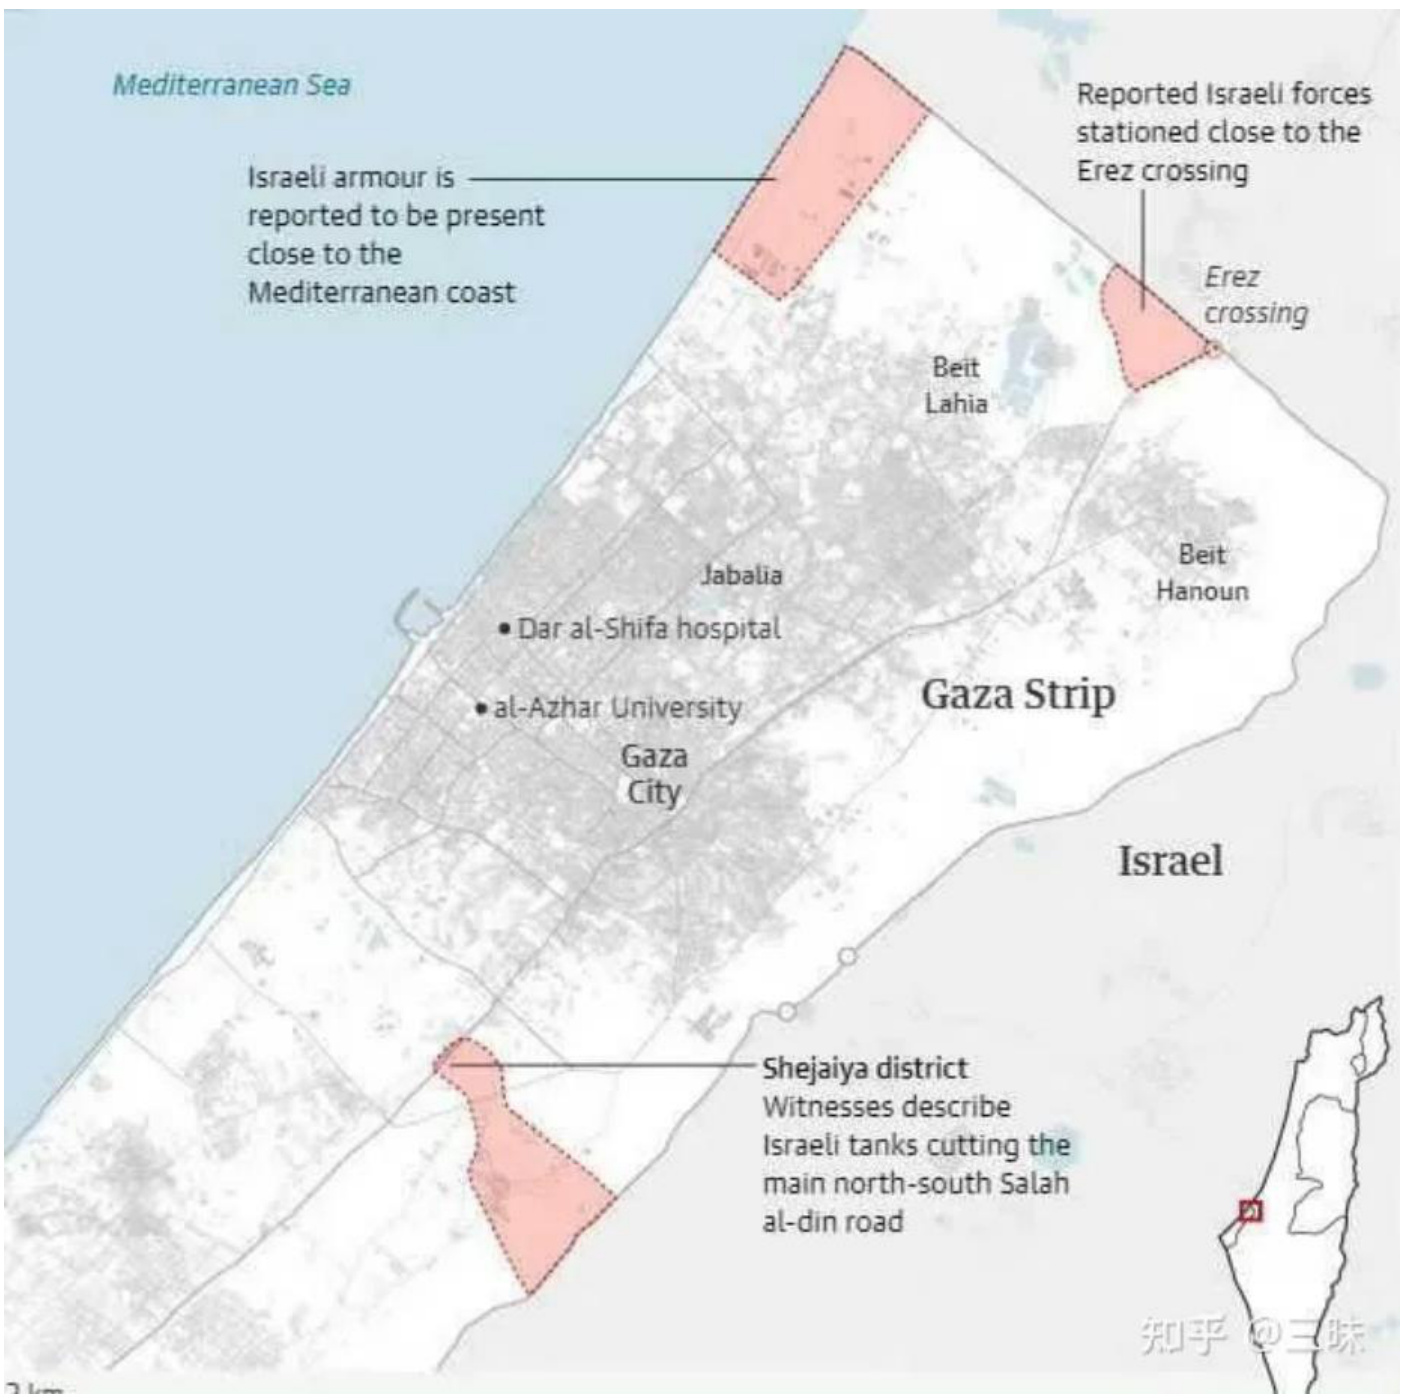 Mediterranean Sea
Israeli armour is
reported to be present
close to the
Mediterranean coast
Reported Israeli forces
stationed close to the
Erez crossing
Erez
crossing
Beit
Lahia
Beit
Hanoun
Jabalia
Dar al-Shifa hospital
al-Azhar University
Gaza
City
Gaza Strip
Israel
Shejaiya district
Witnesses describe
Israeli tanks cutting the
main north-south Salah
al-din road
知乎 @三昧
2 km